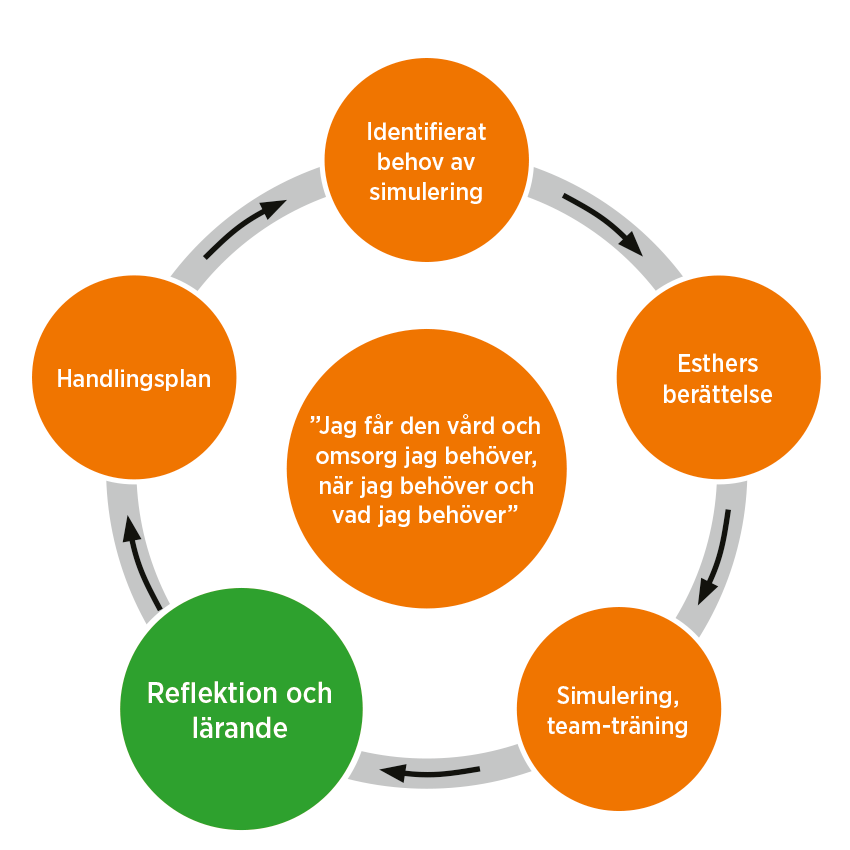 Identifierat
behov av
simulering
Esthers
berättelse
Simulering,
team-träning
Reflektion och
lärande
Handlingsplan
”Jag får den vård och
omsorg jag behöver,
när jag behöver och
vad jag behöver”